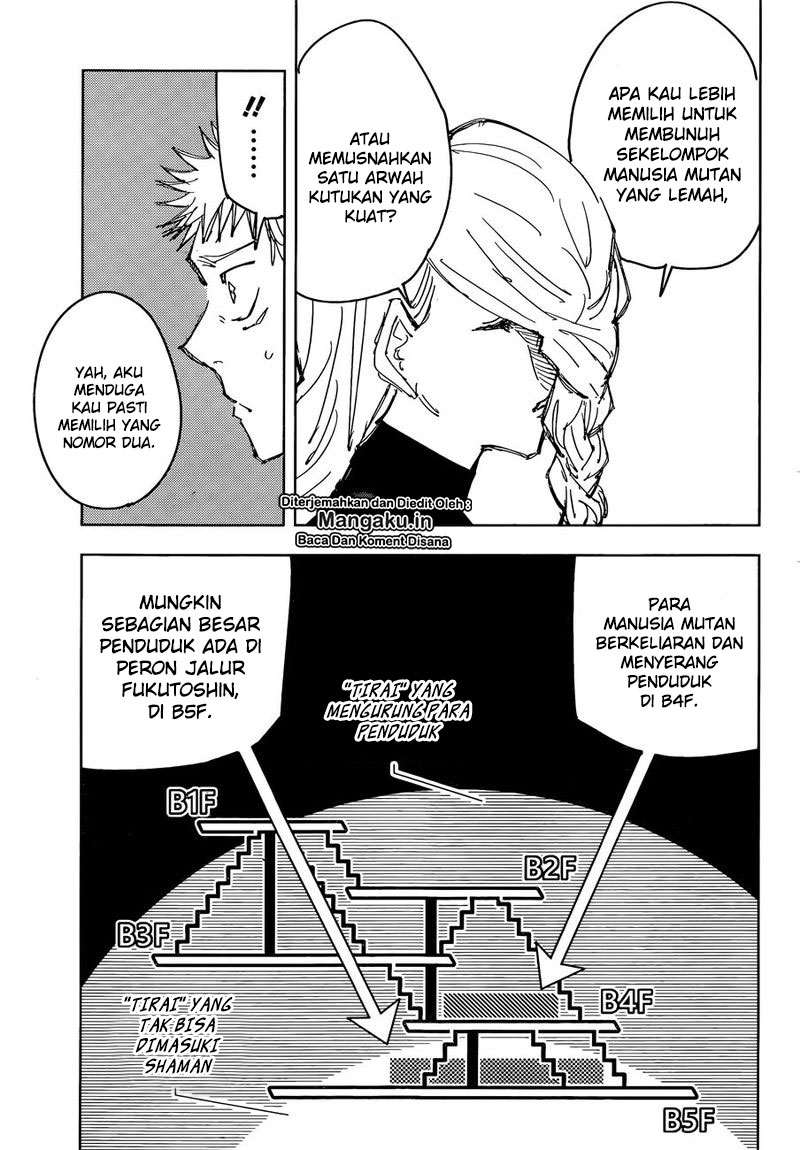 APA KAU LEBIH
MEMILIH UNTUK
MEMBUNUH
SEKELOMPOK
MANUSIA MUTAN
YANG LEMAH,
ATAU
MEMUSNAHKAN
SATU ARWAH
KUTUKAN YANG
KUAT?
!! ......
YAH, AKU
MENDUGA
KAU PASTI
MEMILIH YANG
NOMOR DUA.
Diterjemahkan dan Diedit Oleh :
Mangaku.in
Baca Dan Koment Disana
PARA
MANUSIA MUTAN
BERKELIARAN DAN
MENYERANG
PENDUDUK
DI B4F.
MUNGKIN
SEBAGIAN BESAR
PENDUDUK ADA DI
PERON JALUR
FUKUTOSHIN,
DI B5F.
"TIRAI" YANG
MENGURUNG PARA
PENDUDUK
B1F
B2F
B3F
B4F
"TIRAI" YANG
TAK BISA
DIMASUKI
SHAMAN
B5F